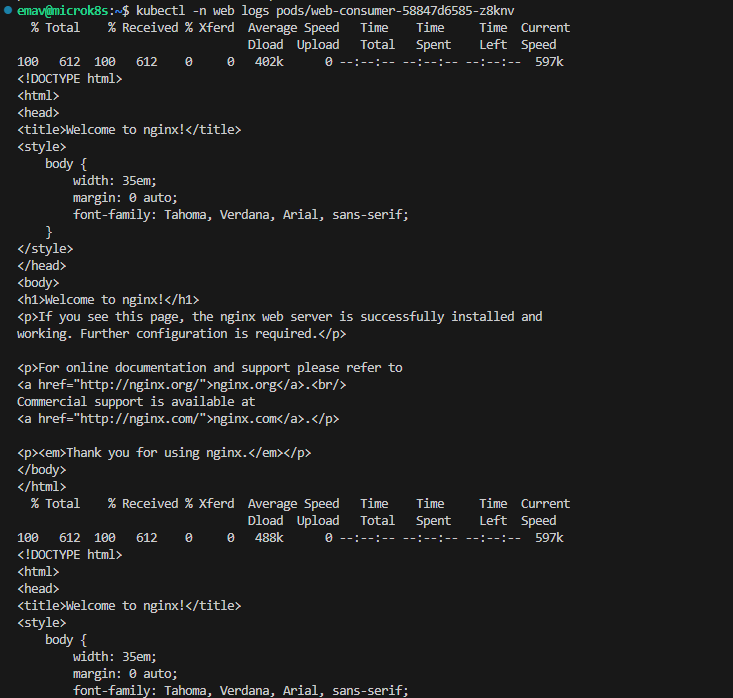 emav@microk8s:~$ kubectl -n web logs pods/web-consumer-58847d6585-z8knv
  % Total    % Received % Xferd  Average Speed   Time    Time     Time  Current
                                 Dload  Upload   Total   Spent    Left  Speed
100   612  100   612    0     0   402k      0 --:--:-- --:--:-- --:--:--  597k
<!DOCTYPE html>
<html>
<head>
<title>Welcome to nginx!</title>
<style>
    body {
        width: 35em;
        margin: 0 auto;
        font-family: Tahoma, Verdana, Arial, sans-serif;
    }
</style>
</head>
<body>
<h1>Welcome to nginx!</h1>
<p>If you see this page, the nginx web server is successfully installed and
working. Further configuration is required.</p>

<p>For online documentation and support please refer to
<a href="http://nginx.org/">nginx.org</a>.<br/>
Commercial support is available at
<a href="http://nginx.com/">nginx.com</a>.</p>

<p><em>Thank you for using nginx.</em></p>
</body>
</html>
  % Total    % Received % Xferd  Average Speed   Time    Time     Time  Current
                                 Dload  Upload   Total   Spent    Left  Speed
100   612  100   612    0     0   488k      0 --:--:-- --:--:-- --:--:--  597k
<!DOCTYPE html>
<html>
<head>
<title>Welcome to nginx!</title>
<style>
    body {
        width: 35em;
        margin: 0 auto;
        font-family: Tahoma, Verdana, Arial, sans-serif;